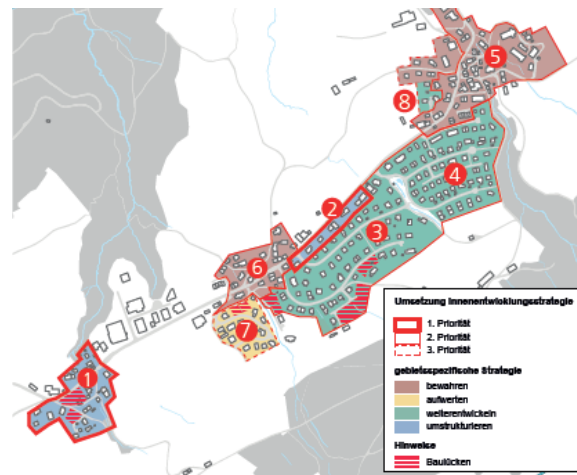 5
8
4
2
3
6
7
1
Umsetzung Innenentwicklungsstrategie
1. Priorität
2. Priorität
3. Priorität
gebietsspezifische Strategie
bewahren
aufwerten
weiterentwickeln
umstrukturieren
Hinweise
Baulücken